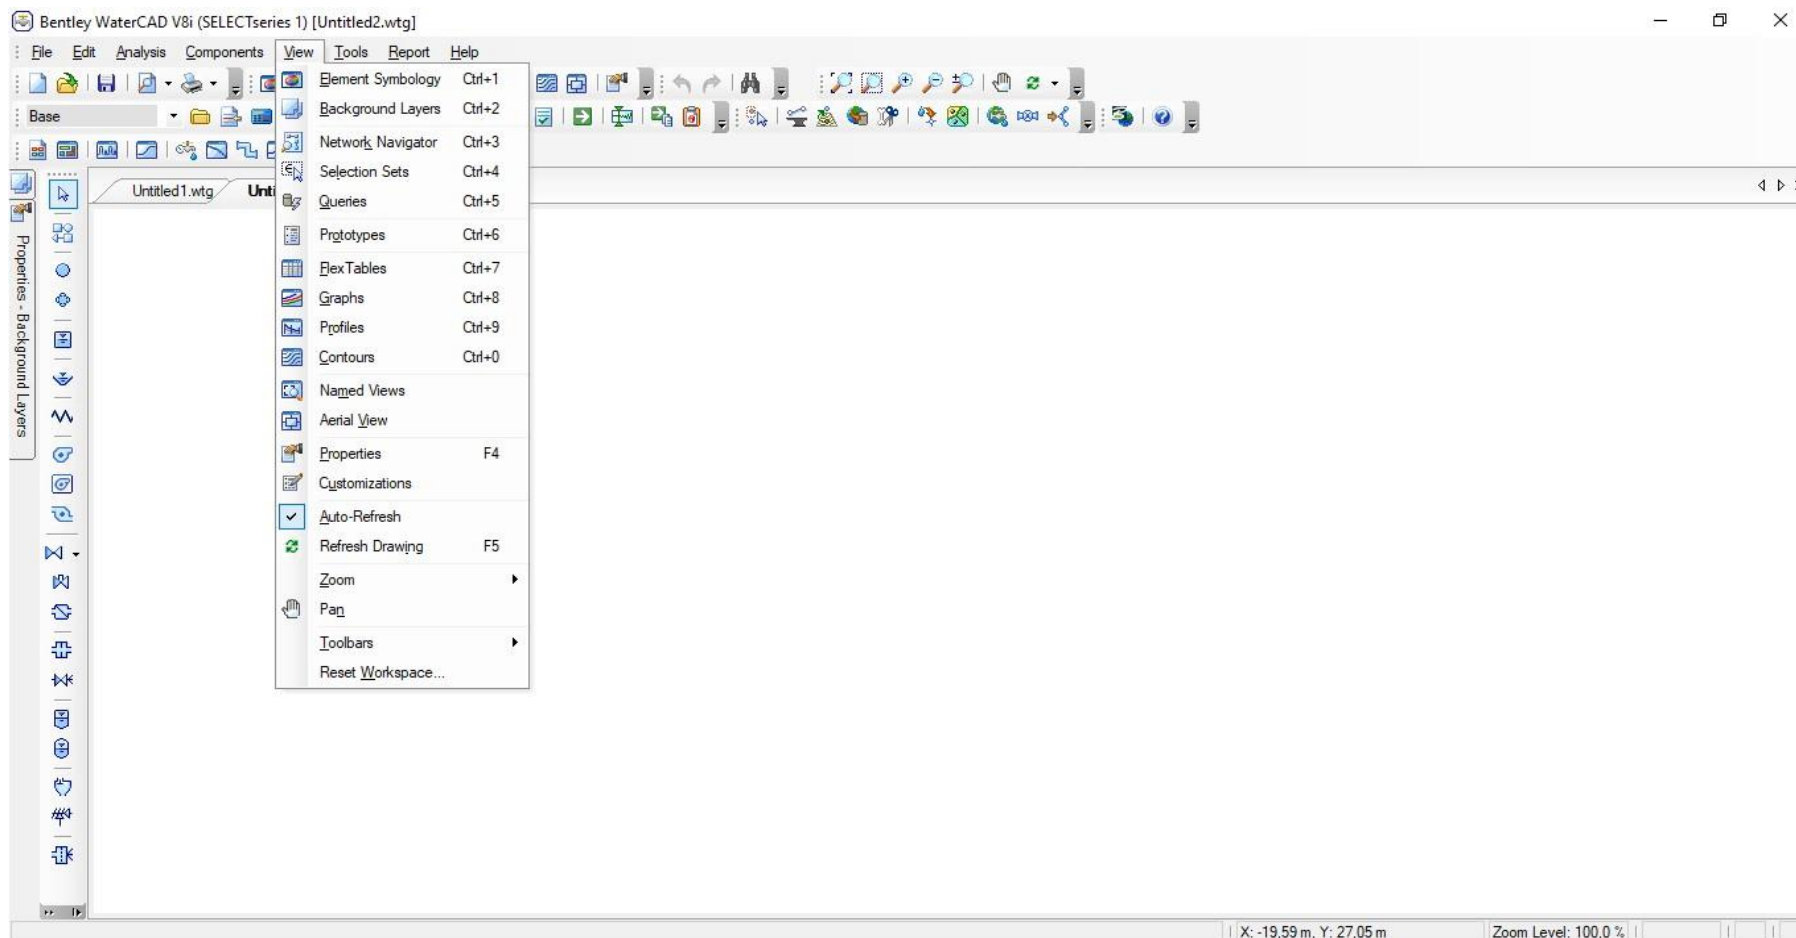 Bentley WaterCAD V8i (SELECTseries 1) [Untitled2.wtg]
File Edit Analysis Components View Tools Report Help
Base
Untitled1.wtg Unti
Properties - Background Layers
Element Symbology Ctrl+1
Background Layers Ctrl+2
Network Navigator Ctrl+3
Selection Sets Ctrl+4
Queries Ctrl+5
Prototypes Ctrl+6
FlexTables Ctrl+7
Graphs Ctrl+8
Profiles Ctrl+9
Contours Ctrl+0
Named Views
Aerial View
Properties F4
Customizations
Auto-Refresh
Refresh Drawing F5
Zoom
Pan
Toolbars
Reset Workspace...
X: -19,59 m, Y: 27,05 m Zoom Level: 100,0 %